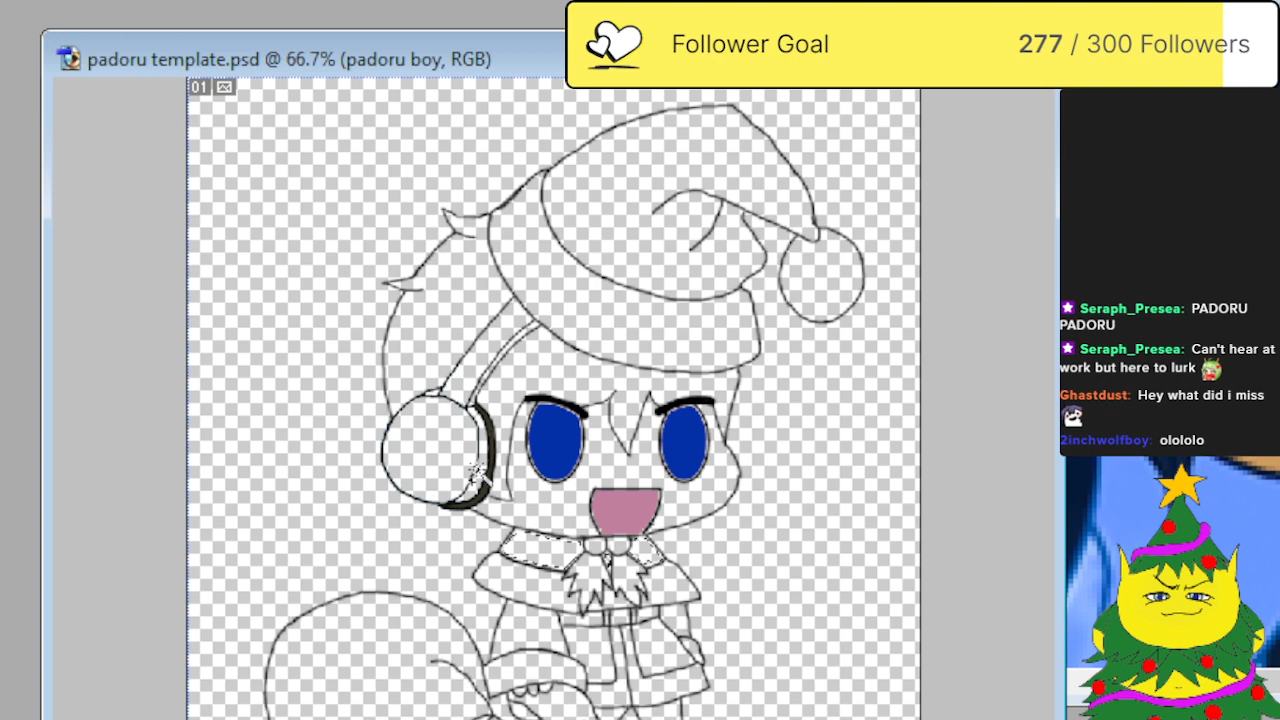 padoru template.psd @ 66.7% (padoru boy, RGB)
Follower Goal
277 / 300 Followers
01
Seraph_Presea: PADORU
PADORU
Seraph_Presea: Can't hear at
work but here to lurk
Ghastdust: Hey what did i miss
2inchwolfboy: olololo